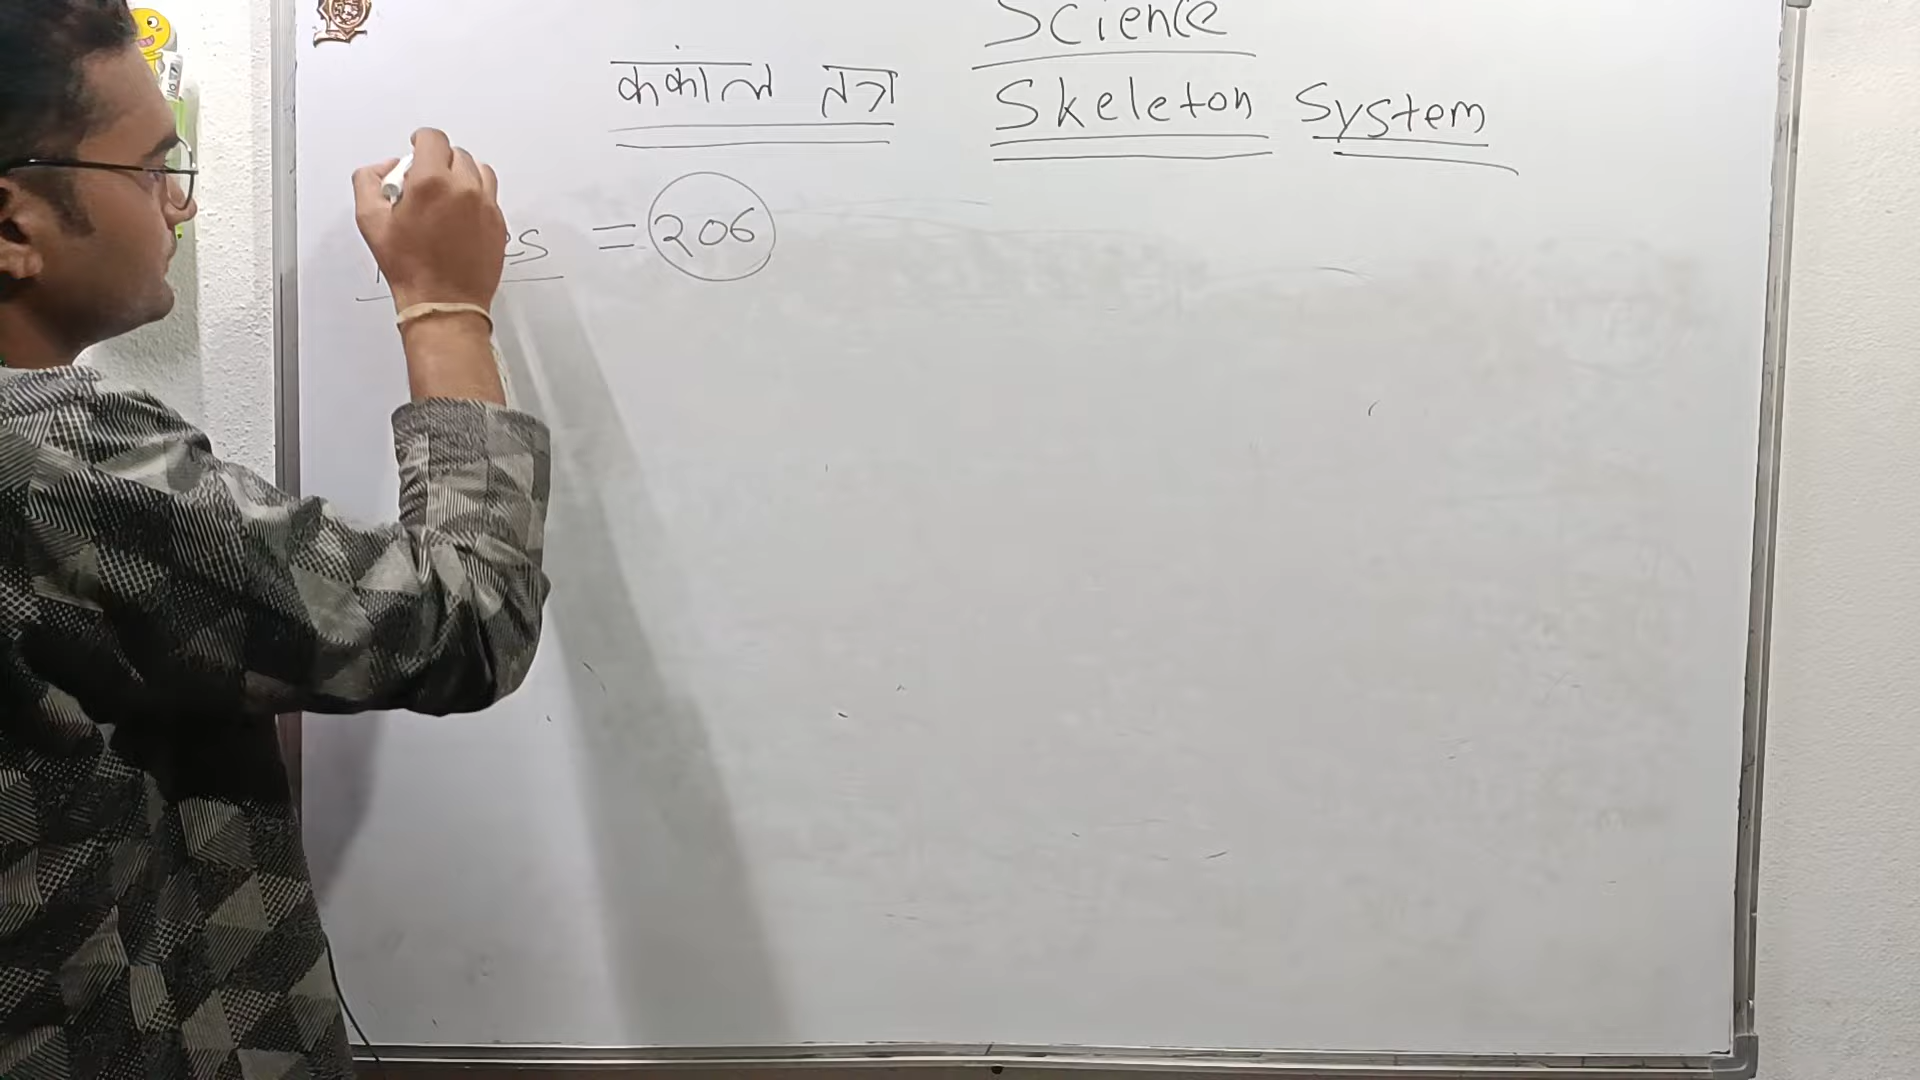 Science
कंकाल तंत्र Skeleton System
= 206